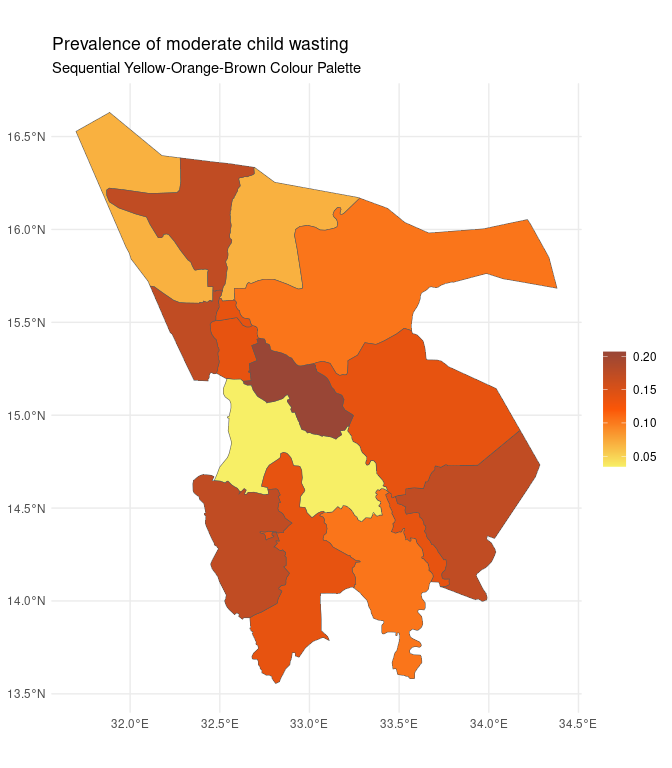 Prevalence of moderate child wasting
Sequential Yellow-Orange-Brown Colour Palette
16.5°N
16.0°N
15.5°N
15.0°N
14.5°N
14.0°N
13.5°N
0.20
0.15
0.10
0.05
32.0°E 32.5°E 33.0°E 33.5°E 34.0°E 34.5°E